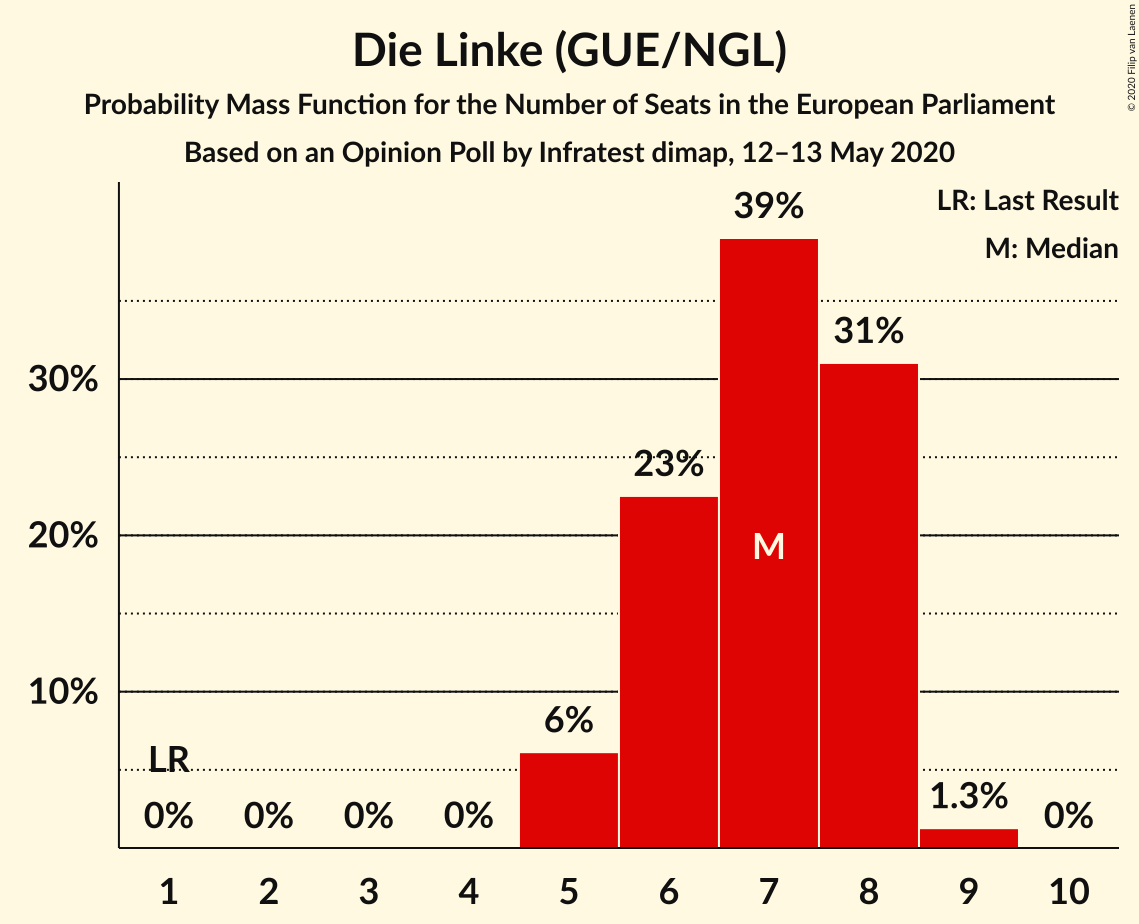 Die Linke (GUE/NGL)
Probability Mass Function for the Number of Seats in the European Parliament
Based on an Opinion Poll by Infratest dimap, 12–13 May 2020
© 2020 Filip van Laenen
LR: Last Result
M: Median
39%
31%
30%
23%
20%
M
10%
6%
LR
1.3%
0%
0%
0%
0%
0%
1 2 3 4 5 6 7 8 9 10